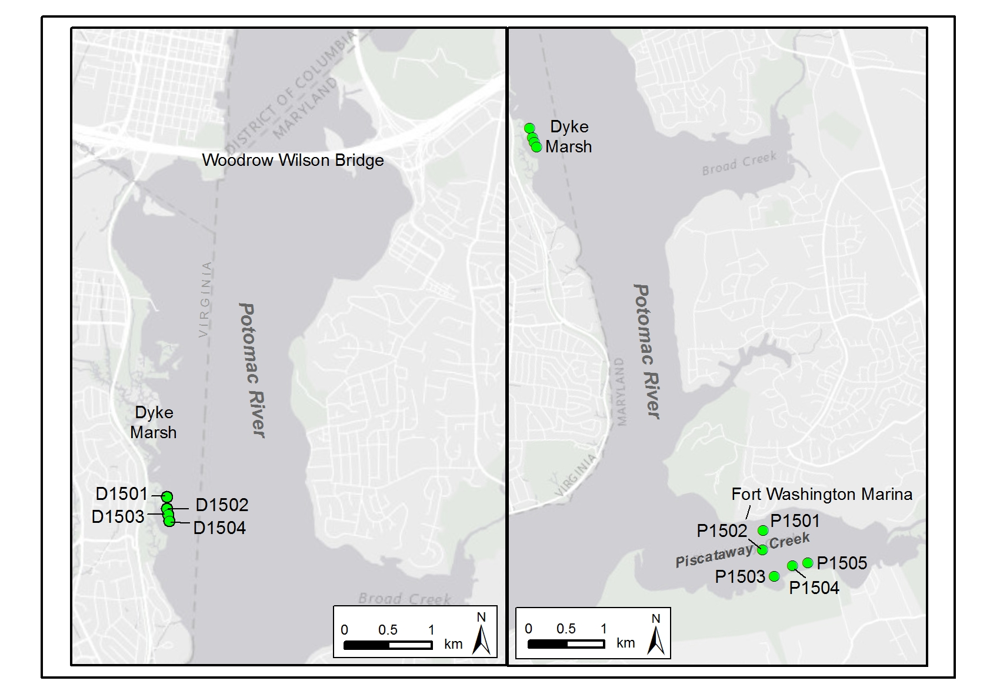 DISTRICT OF COLUMBIA
MARYLAND
Woodrow Wilson Bridge
VIRGINIA
Potomac River
Dyke
Marsh
D1501
D1502
D1503
D1504
Broad Creek
0 0.5 1
km
N
Dyke
Marsh
Broad Creek
Potomac River
MARYLAND
VIRGINIA
Fort Washington Marina
P1501
P1502
Piscataway Creek
P1505
P1503
P1504
0 0.5 1
km
N